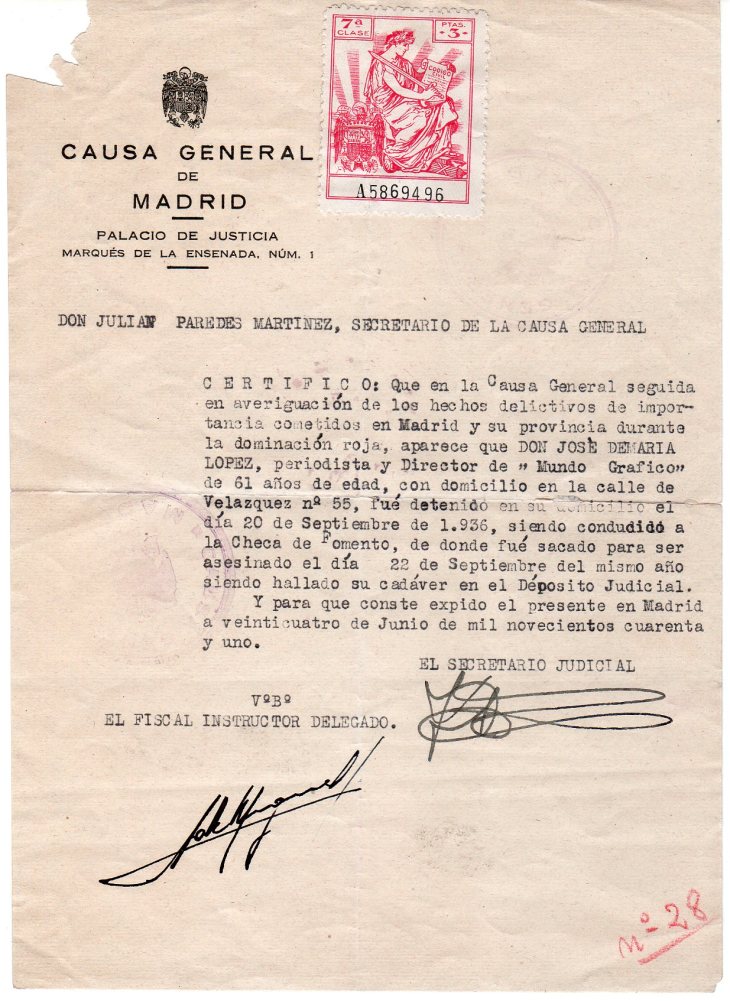 7ª CLASE
PTAS. 3
CODIGO
A5869496
CAUSA GENERAL
DE
MADRID
PALACIO DE JUSTICIA
MARQUÉS DE LA ENSENADA, NÚM. 1
DON JULIAN PAREDES MARTINEZ, SECRETARIO DE LA CAUSA GENERAL
C E R T I F I C O: Que en la Causa General seguida
en averiguación de los hechos delictivos de impor-
tancia cometidos en Madrid y su provincia durante
la dominación roja, aparece que DON JOSÈ DEMARIA
LOPEZ, periodista y Director de " Mundo Grafico"
de 61 años de edad, con domicilio en la calle de
Velazquez nº 55, fué detenido en su domicilio el
día 20 de Septiembre de 1.936, siendo condudidó a
la Checa de Fomento, de donde fué sacado para ser
asesinado el día 22 de Septiembre del mismo año
siendo hallado su cadáver en el Déposito Judicial.
Y para que conste expido el presente en Madrid
a veinticuatro de Junio de mil novecientos cuarenta
y uno.
EL SECRETARIO JUDICIAL
VºBº
EL FISCAL INSTRUCTOR DELEGADO.
nº 28